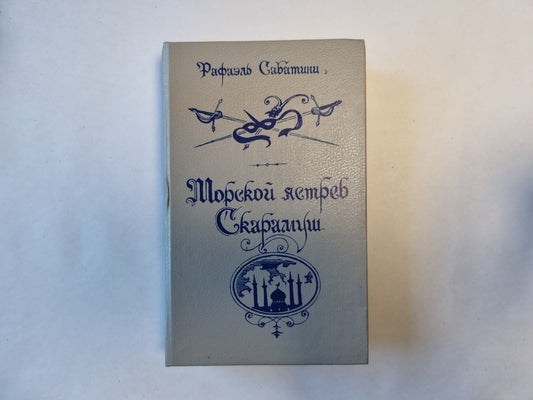 Рафаэль Сабатини
Морской ястреб
Скарамуш